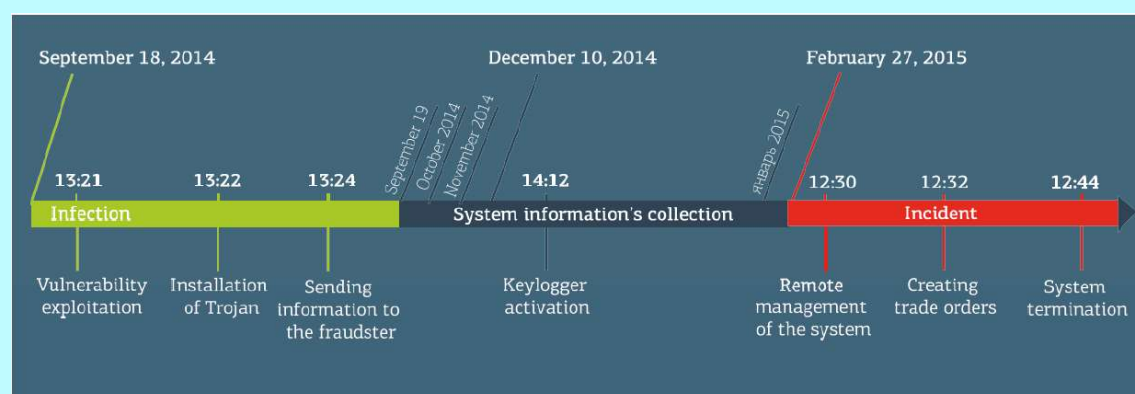 September 18, 2014
December 10, 2014
February 27, 2015
September 19
October 2014
November 2014
январь 2015
13:21
13:22
13:24
14:12
12:30
12:32
12:44
Infection
System information's collection
Incident
Vulnerability
exploitation
Installation
of Trojan
Sending
information to
the fraudster
Keylogger
activation
Remote
management
of the system
Creating
trade orders
System
termination